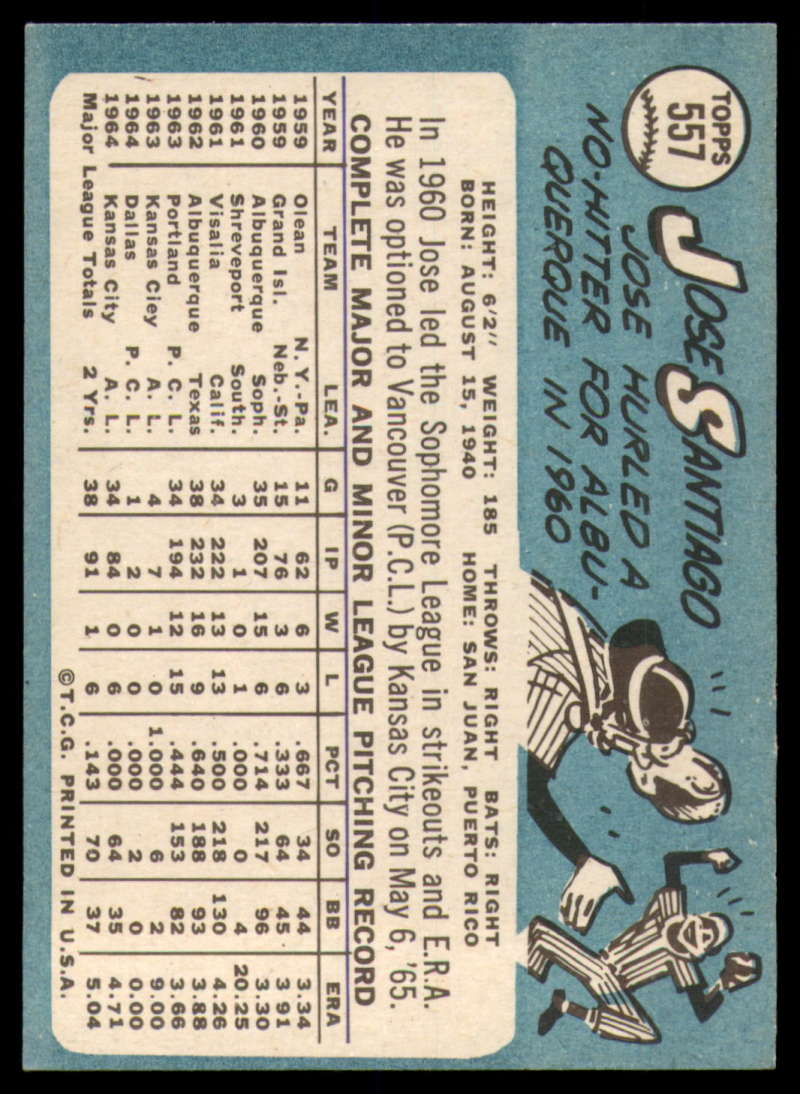 TOPPS
557
JOSE SANTIAGO
JOSE HURLED A
NO-HITTER FOR ALBU-
QUERQUE IN 1960
HEIGHT: 6'2" WEIGHT: 185 THROWS: RIGHT BATS: RIGHT
BORN: AUGUST 15, 1940 HOME: SAN JUAN, PUERTO RICO
In 1960 Jose led the Sophomore League in strikeouts and E.R.A.
He was optioned to Vancouver (P.C.L.) by Kansas City on May 6, '65.
COMPLETE MAJOR AND MINOR LEAGUE PITCHING RECORD
YEAR TEAM LEA. G IP W L PCT SO BB ERA
1959 Olean N.Y.-Pa. 11 62 6 3 .667 34 44 3.34
1959 Grand Isl. Neb.-St. 15 76 3 6 .333 64 45 3.91
1960 Albuquerque Soph. 35 207 15 6 .714 217 96 3.30
1961 Shreveport South. 3 1 0 1 .000 0 4 20.25
1961 Visalia Calif. 34 222 13 13 .500 218 130 4.26
1962 Albuquerque Texas 38 232 16 9 .640 188 93 3.88
1963 Portland P.C.L. 34 194 12 15 .444 153 82 3.66
1963 Kansas Ciey A.L. 4 7 1 0 1.000 6 2 9.00
1964 Dallas P.C.L. 1 2 0 0 .000 2 0 0.00
1964 Kansas City A.L. 34 84 0 6 .000 64 35 4.71
Major League Totals 2 Yrs. 38 91 1 6 .143 70 37 5.04
©T.C.G. PRINTED IN U.S.A.